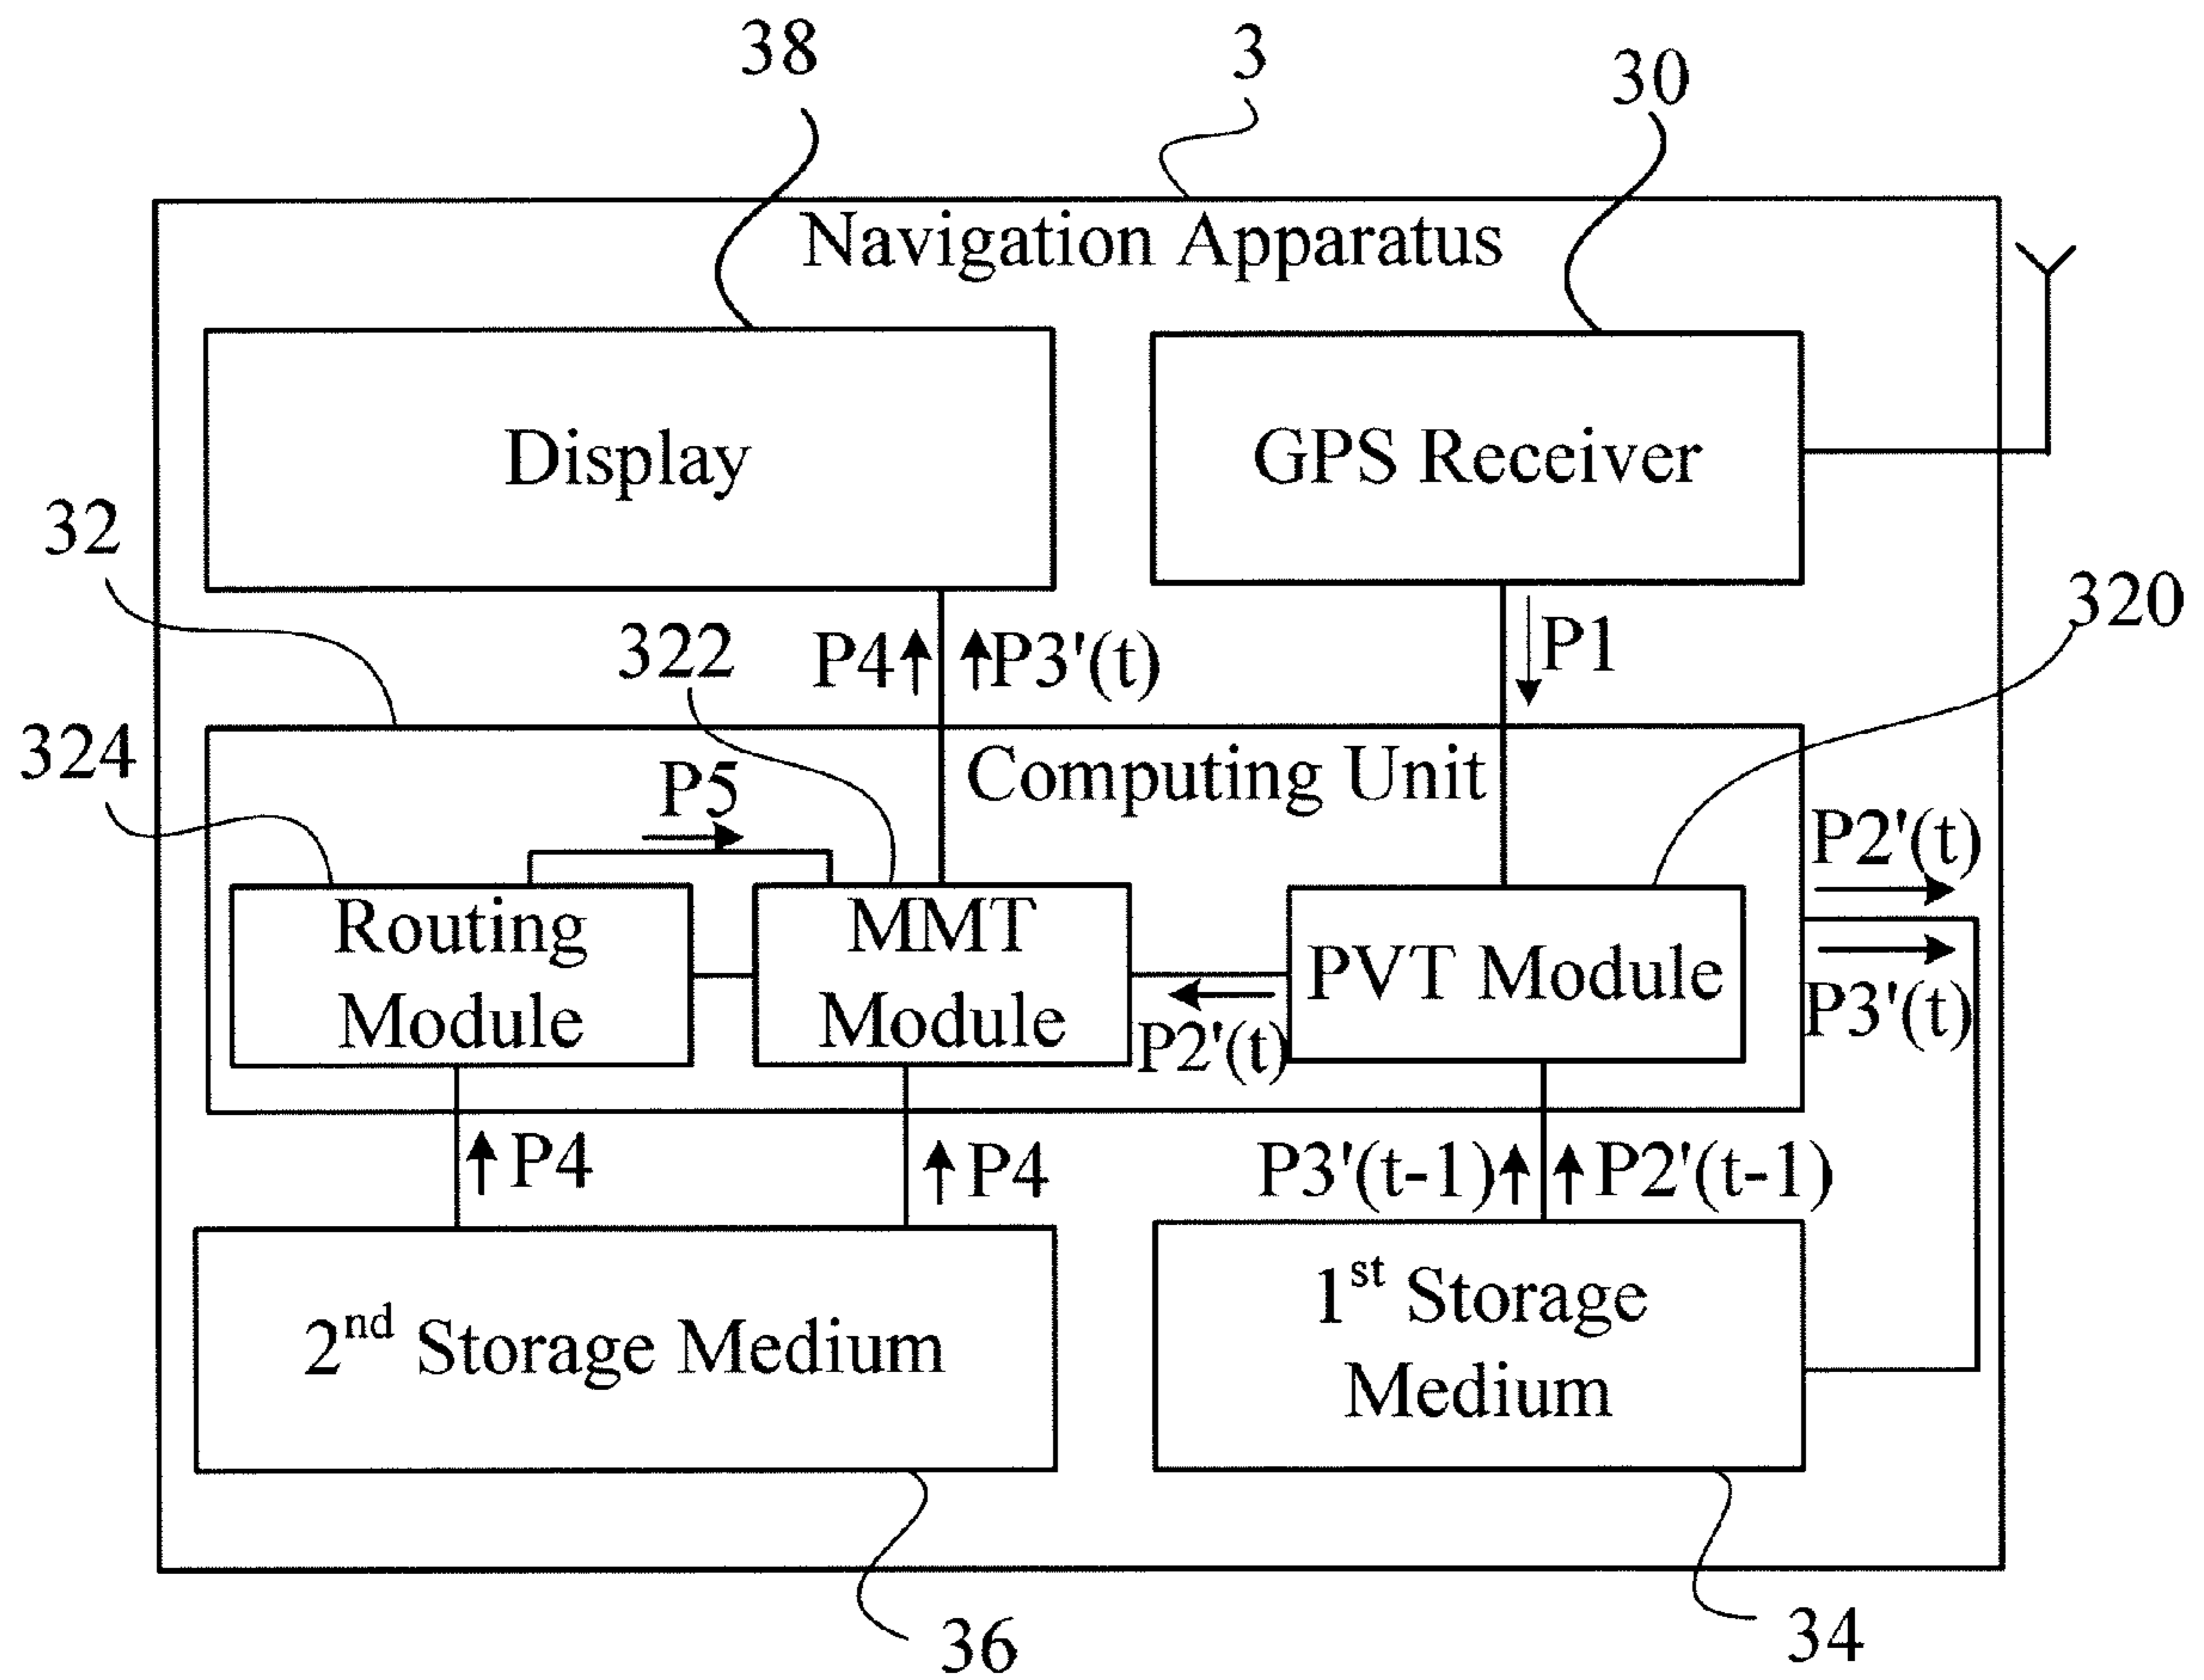 38
3
30
Navigation Apparatus
Display
GPS Receiver
32
320
322
P4
P3'(t)
P1
324
P5
Computing Unit
P2'(t)
Routing
Module
MMT
Module
PVT Module
P2'(t)
P3'(t)
P4
P4
P3'(t-1)
P2'(t-1)
2nd Storage Medium
1st Storage
Medium
36
34